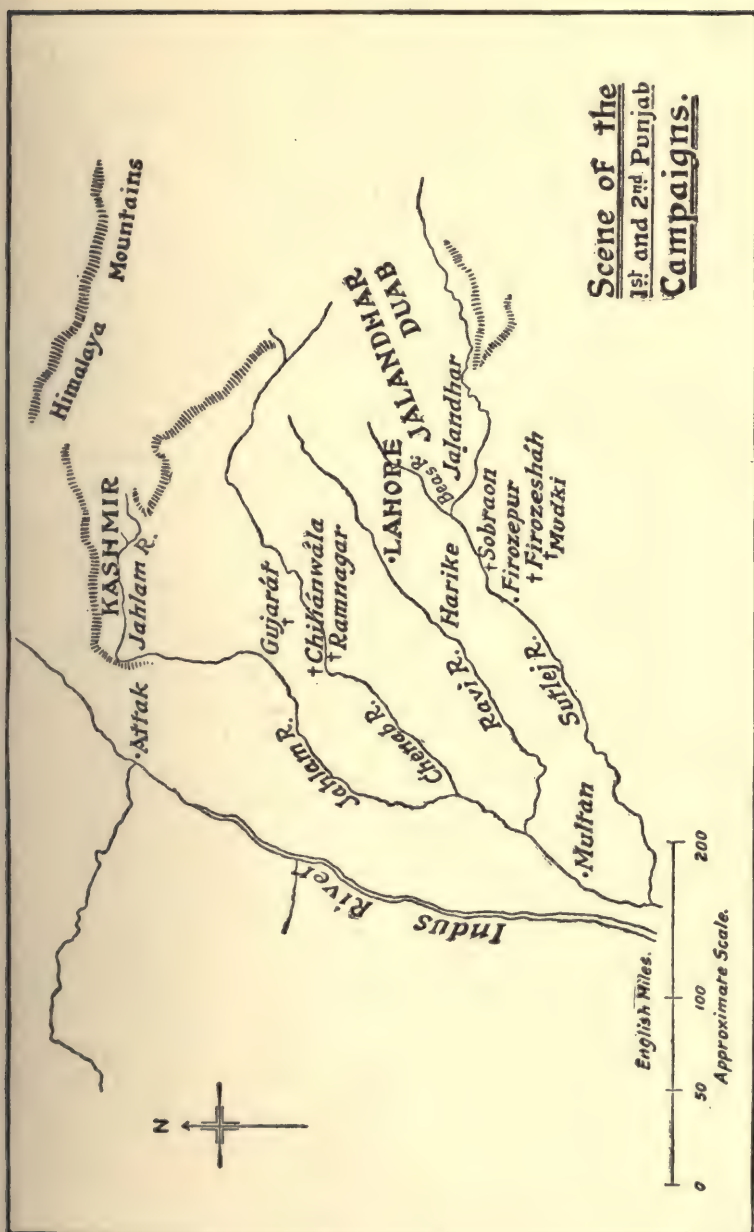 Scene of the
1st and 2nd Punjab
Campaigns.
Himalaya
Mountains
KASHMIR
Jahlam R.
Attak
Gujarát
Chikánwála
Ramnagar
Jahlam R.
Chenab R.
LAHORE
JALANDHAR
DUAB
Beas R.
Jalandhar
Harike
Ravi R.
Sobraon
Firozepur
Firozesháh
Mudki
Sutlej R.
Multan
Indus
River
N
English Miles.
0 50 100 200
Approximate Scale.